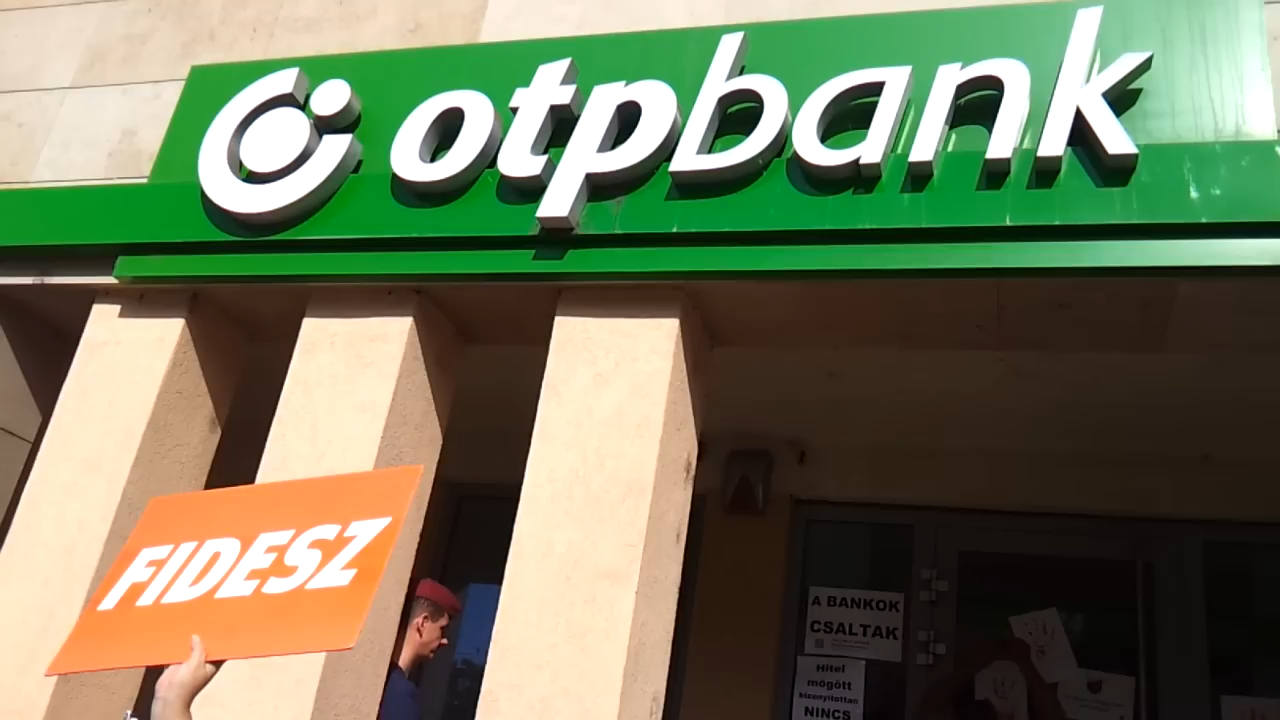 otpbank
FIDESZ
A BANKOK
CSALTAK
Hitel
mögött
bizonyítottan
NINCS